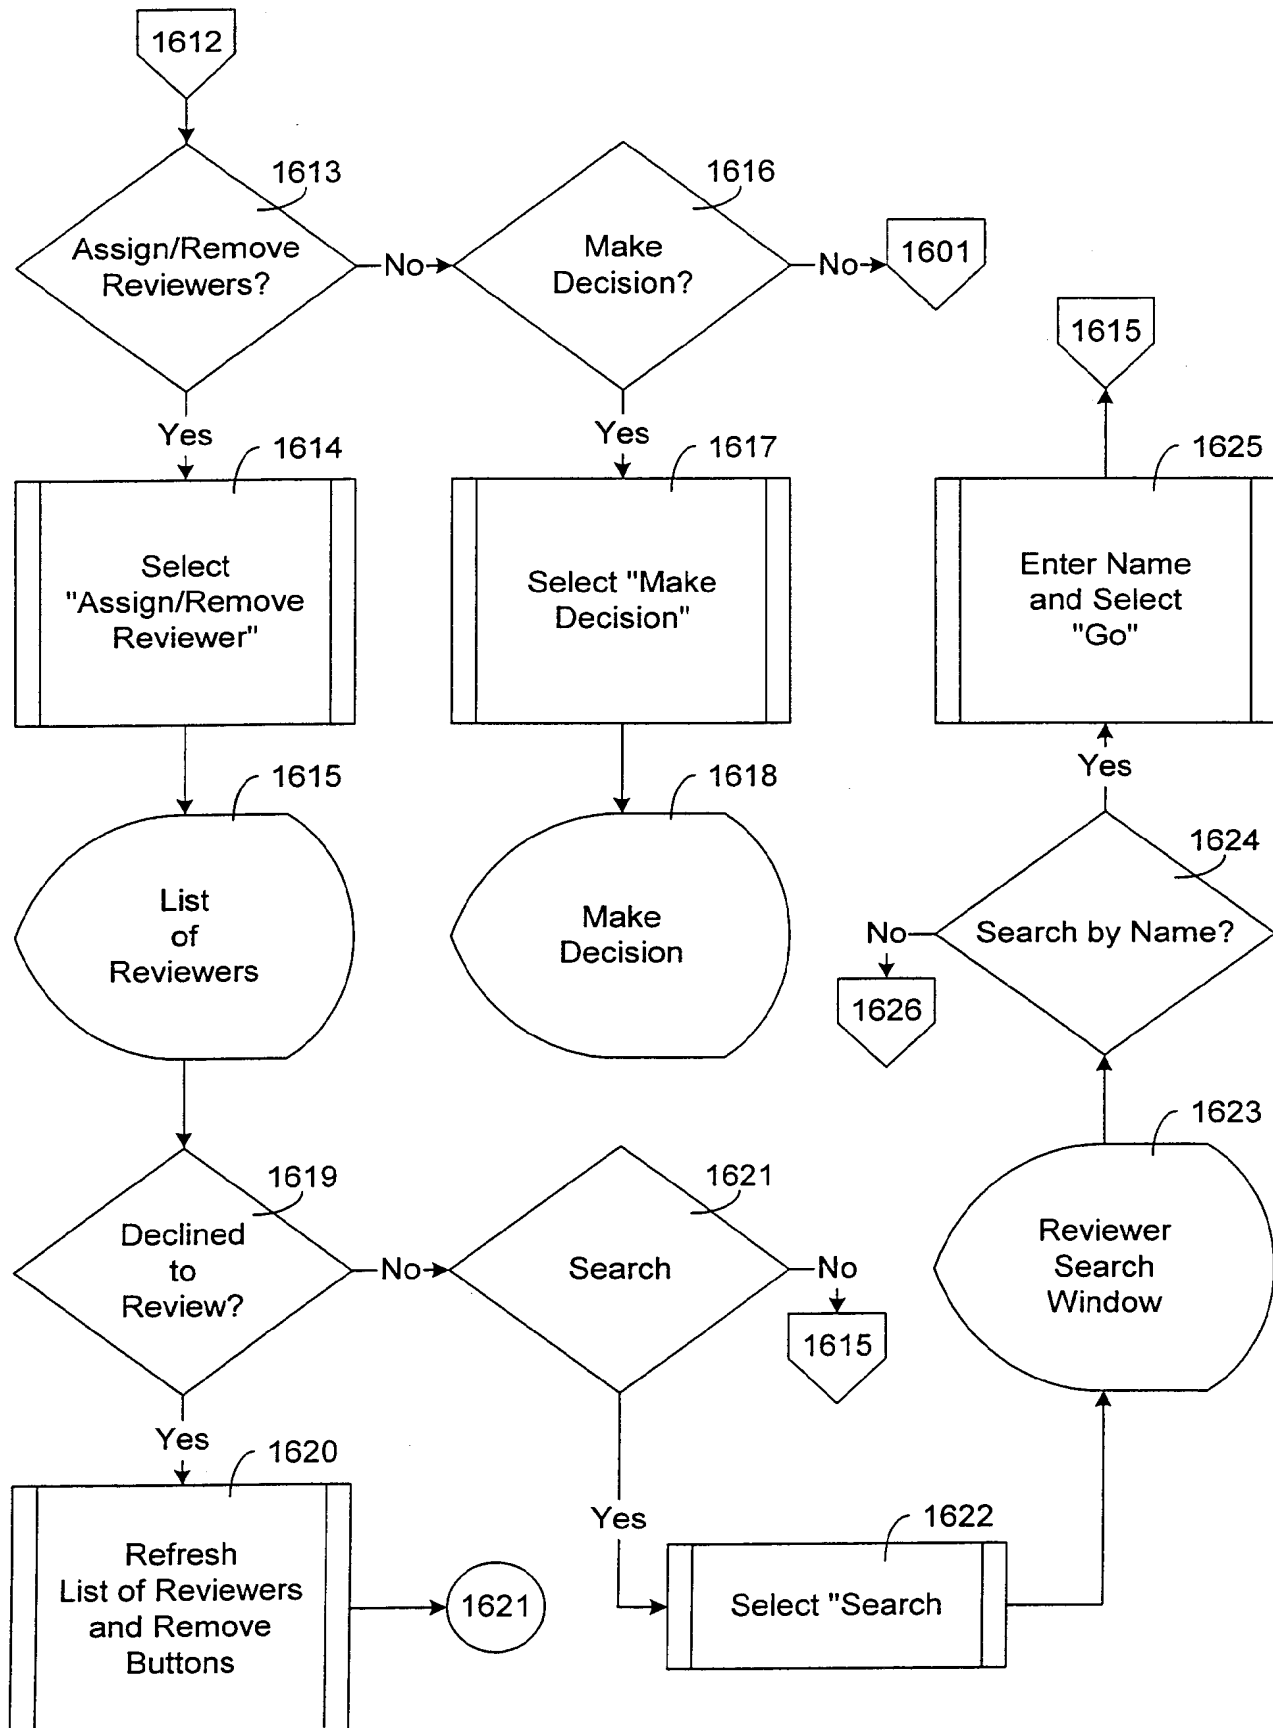 1612
1613
Assign/Remove
Reviewers?
No
1616
Make
Decision?
No
1601
Yes
1614
Select
"Assign/Remove
Reviewer"
Yes
1617
Select "Make
Decision"
1615
1625
Enter Name
and Select
"Go"
Yes
1615
List
of
Reviewers
1618
Make
Decision
1624
Search by Name?
No
1626
1619
Declined
to
Review?
No
1621
Search
No
1615
1623
Reviewer
Search
Window
Yes
1620
Refresh
List of Reviewers
and Remove
Buttons
1621
Yes
1622
Select "Search